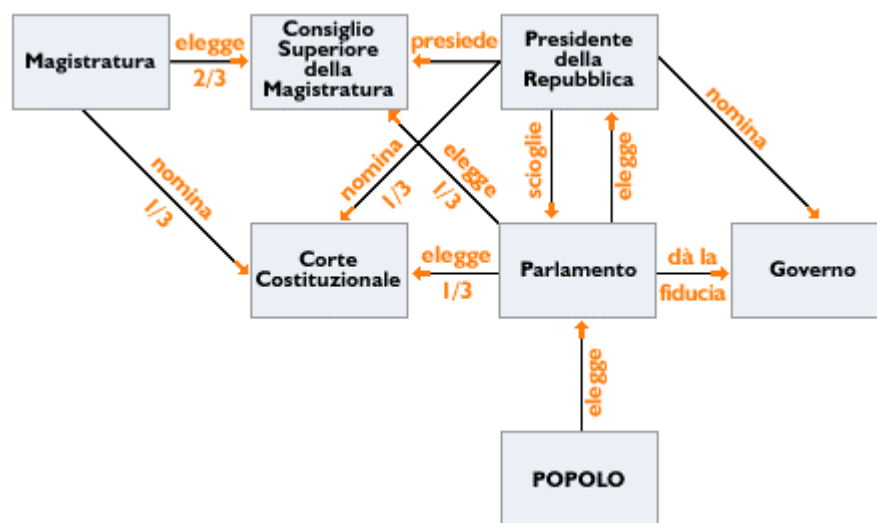 Magistratura
elegge
2/3
Consiglio
Superiore
della
Magistratura
presiede
Presidente
della
Repubblica
nomina
1/3
nomina
1/3
elegge
1/3
scioglie
elegge
nomina
Corte
Costituzionale
elegge
1/3
Parlamento
dà la
fiducia
Governo
elegge
POPOLO